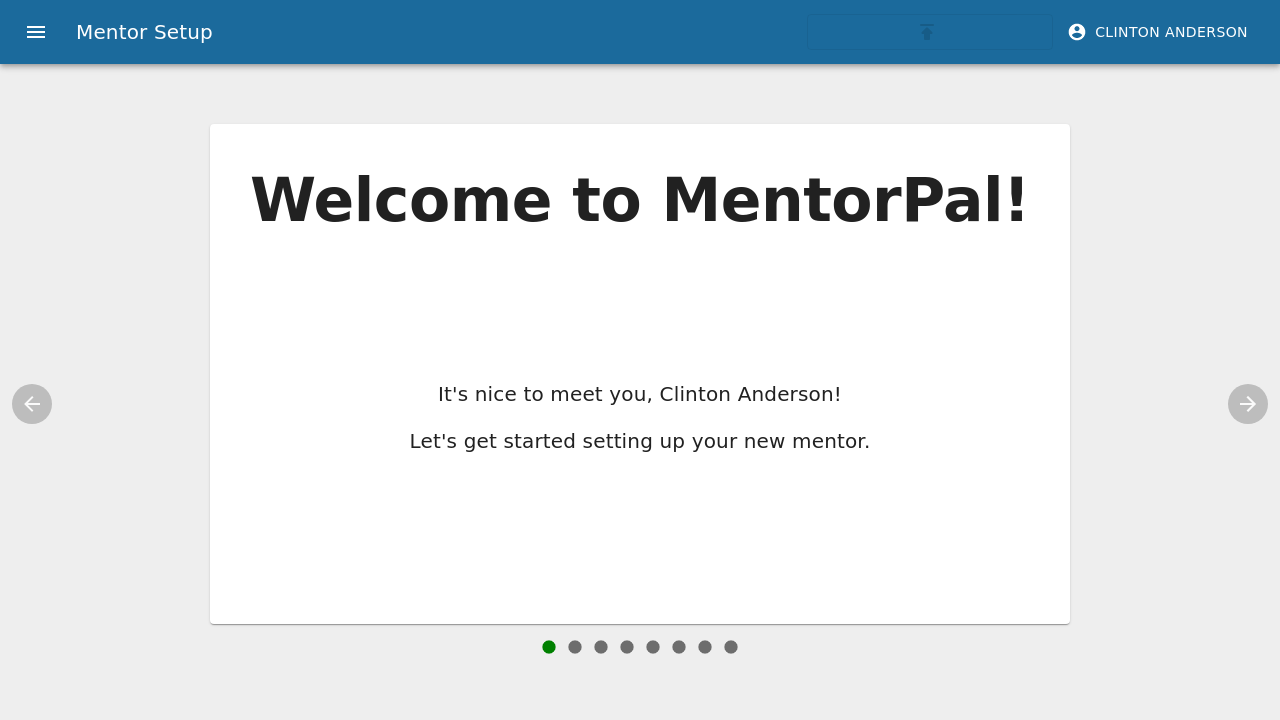 Mentor Setup
CLINTON ANDERSON
Welcome to MentorPal!
It's nice to meet you, Clinton Anderson!
Let's get started setting up your new mentor.